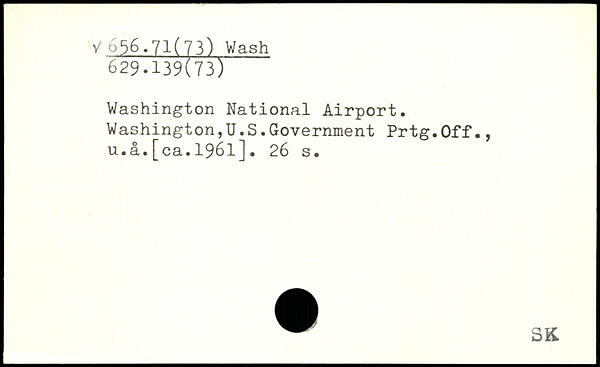 v 656.71(73) Wash
629.139(73)
Washington National Airport.
Washington,U.S.Government Prtg.Off.,
u.å.[ca.1961]. 26 s.
SK